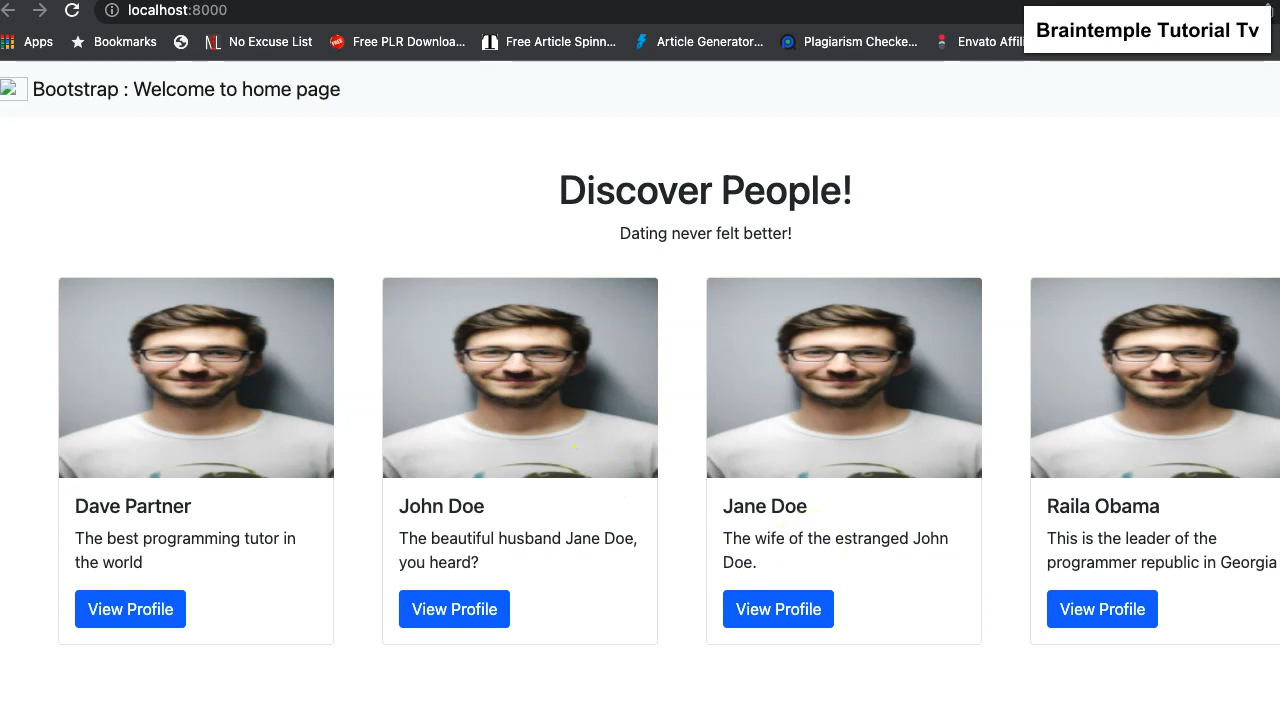 localhost:8000
Braintemple Tutorial Tv
Apps Bookmarks No Excuse List Free PLR Downloa... Free Article Spinn... Article Generator... Plagiarism Checke... Envato Affili
Bootstrap : Welcome to home page
Discover People!
Dating never felt better!
Dave Partner
The best programming tutor in
the world
View Profile
John Doe
The beautiful husband Jane Doe,
you heard?
View Profile
Jane Doe
The wife of the estranged John
Doe.
View Profile
Raila Obama
This is the leader of the
programmer republic in Georgia
View Profile